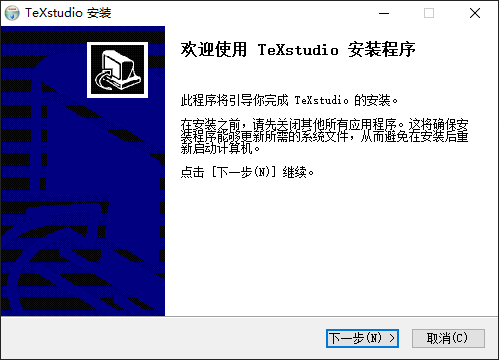 TeXstudio 安装
欢迎使用 TeXstudio 安装程序
此程序将引导你完成 TeXstudio 的安装。
在安装之前，请先关闭其他所有应用程序。这将确保安
装程序能够更新所需的系统文件，从而避免在安装后重
新启动计算机。
点击 [下一步(N)] 继续。
下一步(N) >
取消(C)